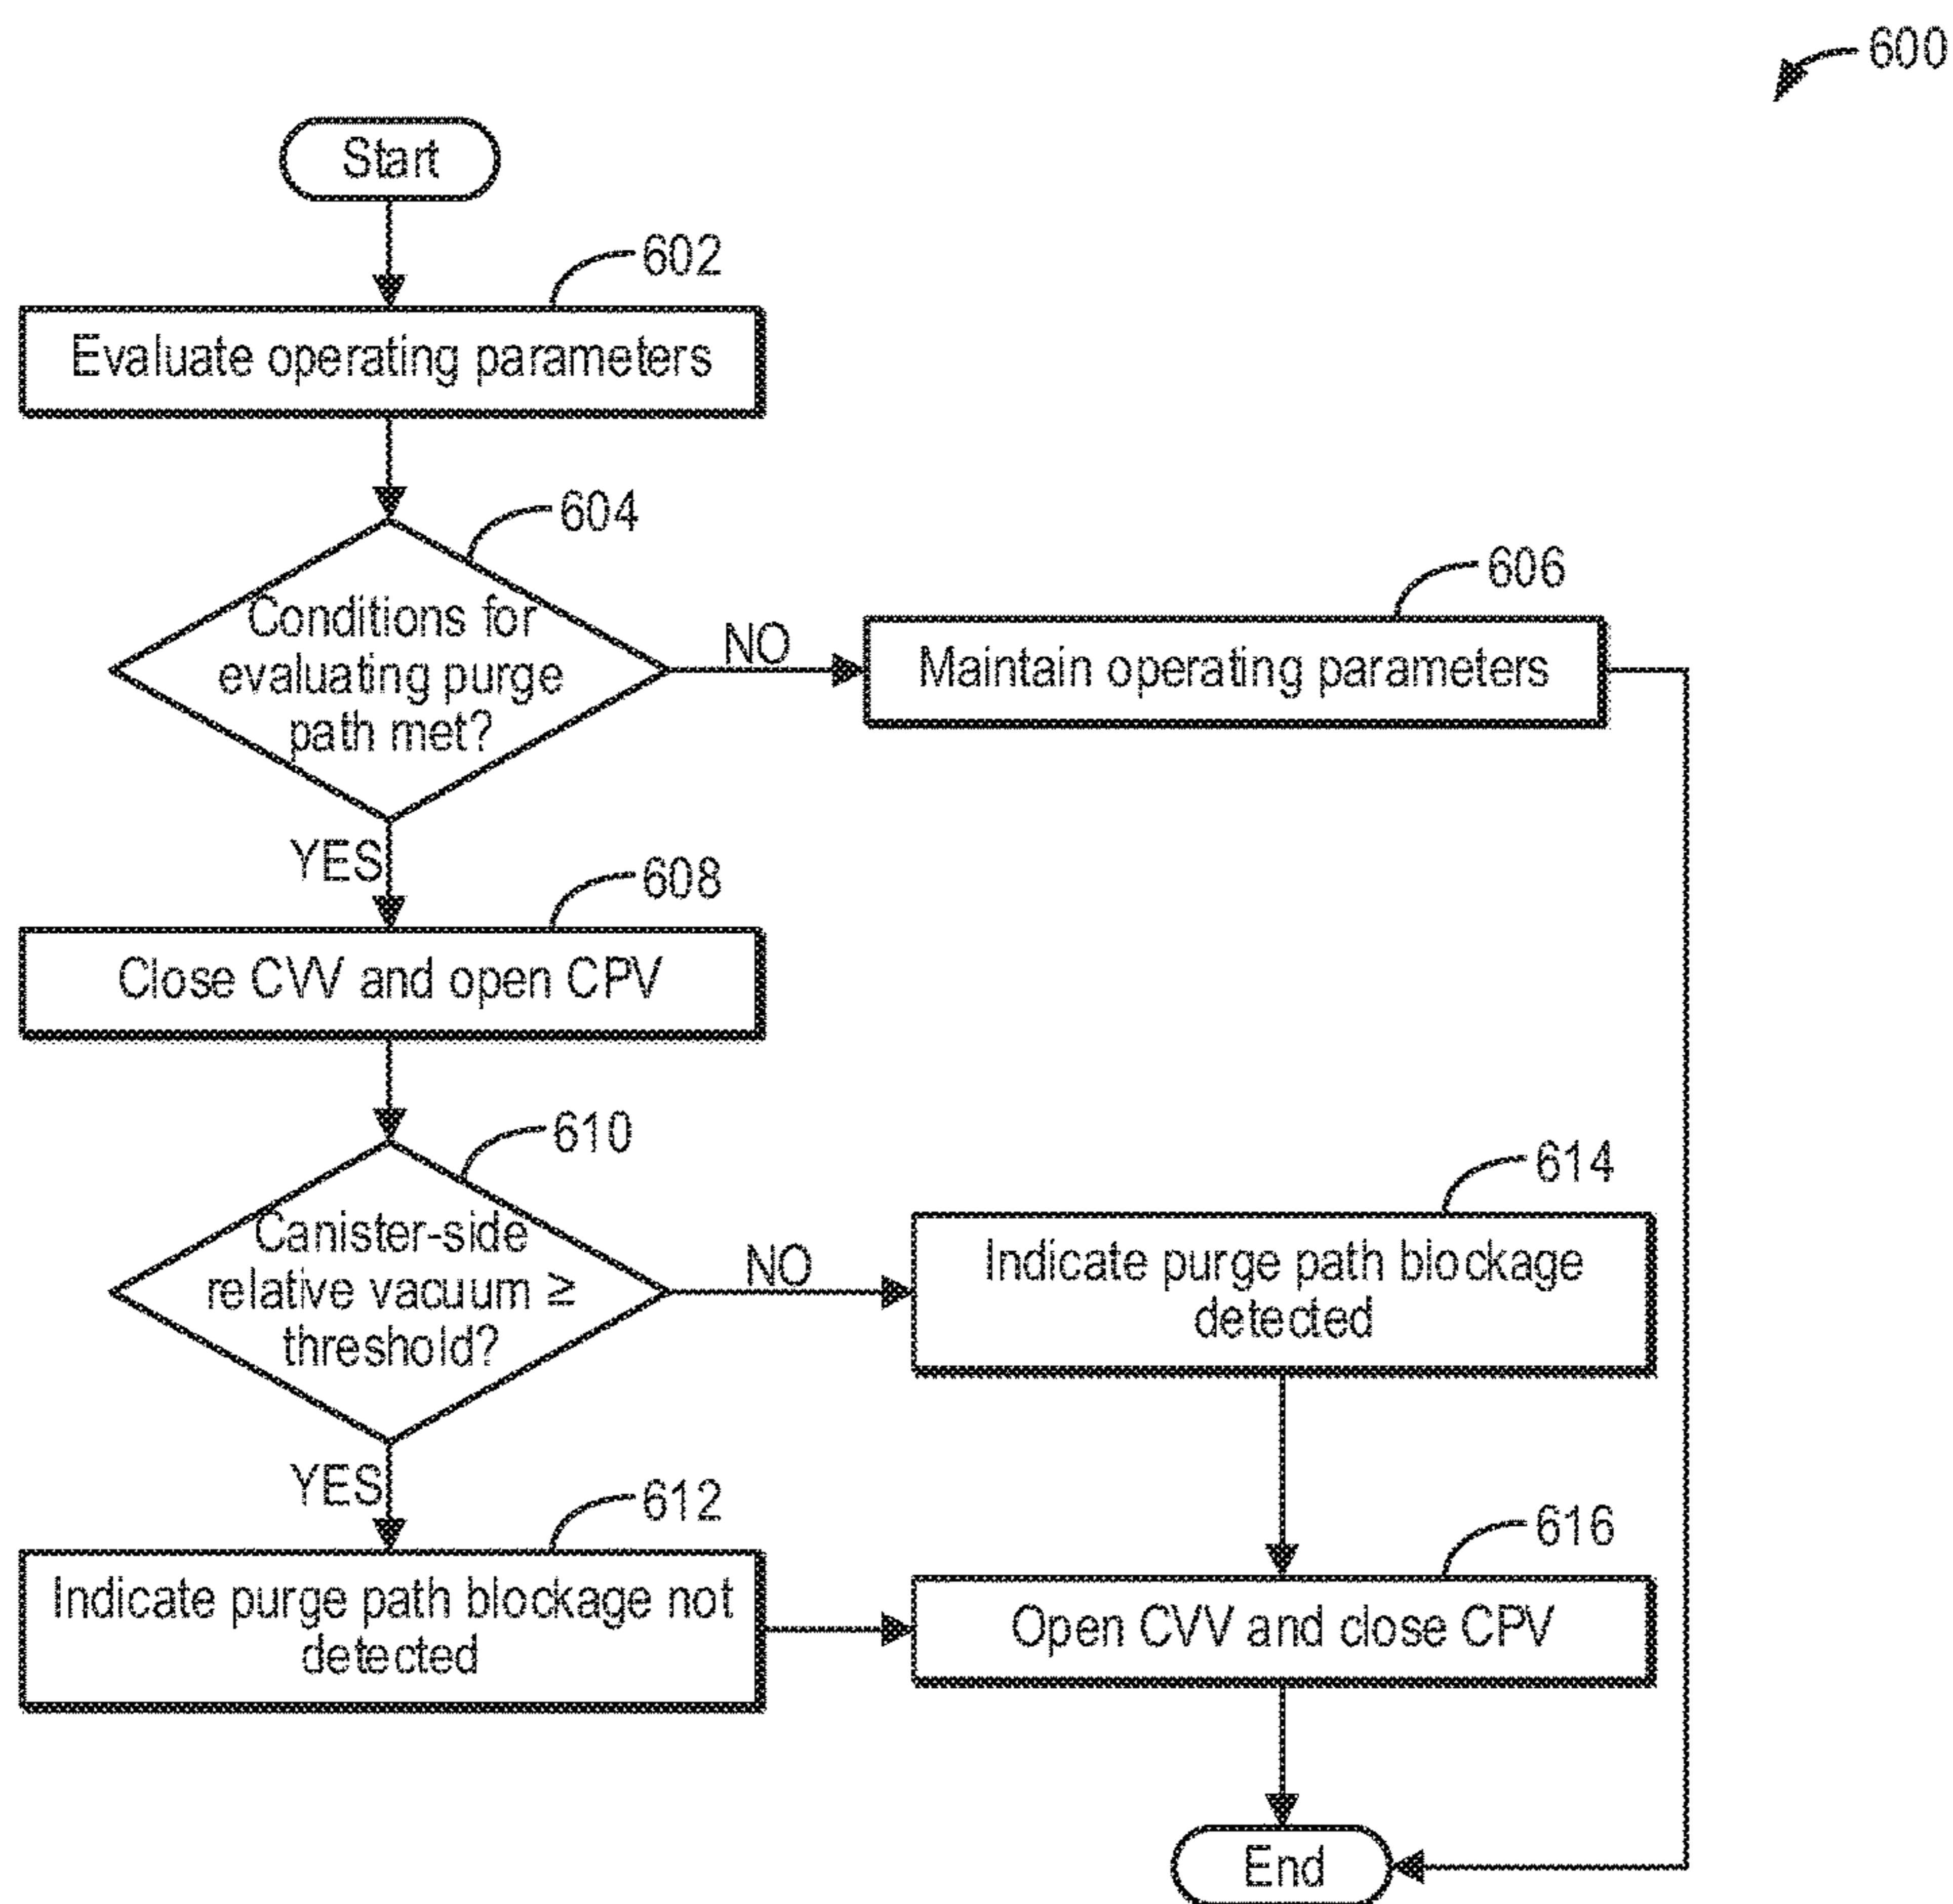 600
Start
602
Evaluate operating parameters
604
Conditions for
evaluating purge
path met?
NO
606
Maintain operating parameters
YES
608
Close CVV and open CPV
610
Canister-side
relative vacuum ≥
threshold?
NO
614
Indicate purge path blockage
detected
YES
612
Indicate purge path blockage not
detected
616
Open CVV and close CPV
End